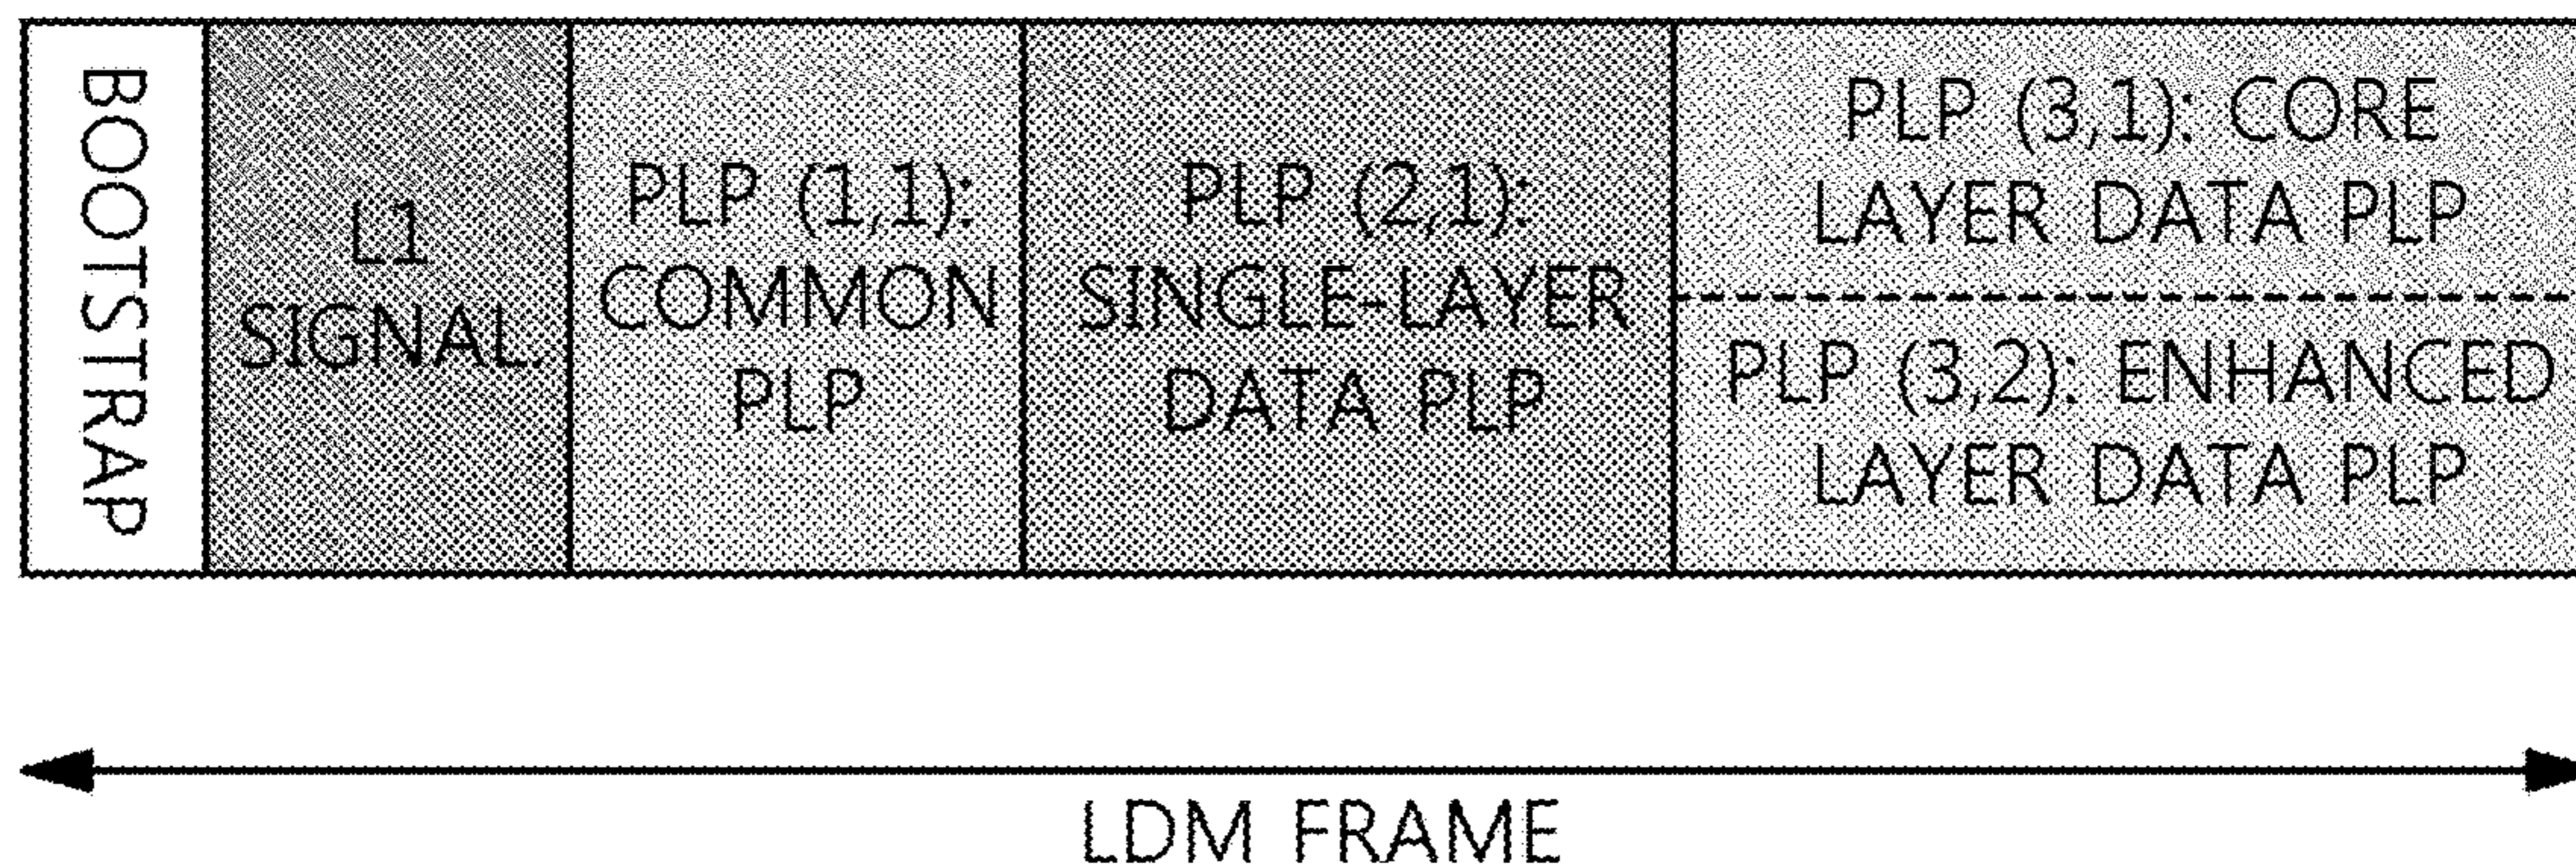 BOOTSTRAP
L1
SIGNAL
PLP (1,1):
COMMON
PLP
PLP (2,1):
SINGLE-LAYER
DATA PLP
PLP (3,1): CORE
LAYER DATA PLP
PLP (3,2): ENHANCED
LAYER DATA PLP
LDM FRAME